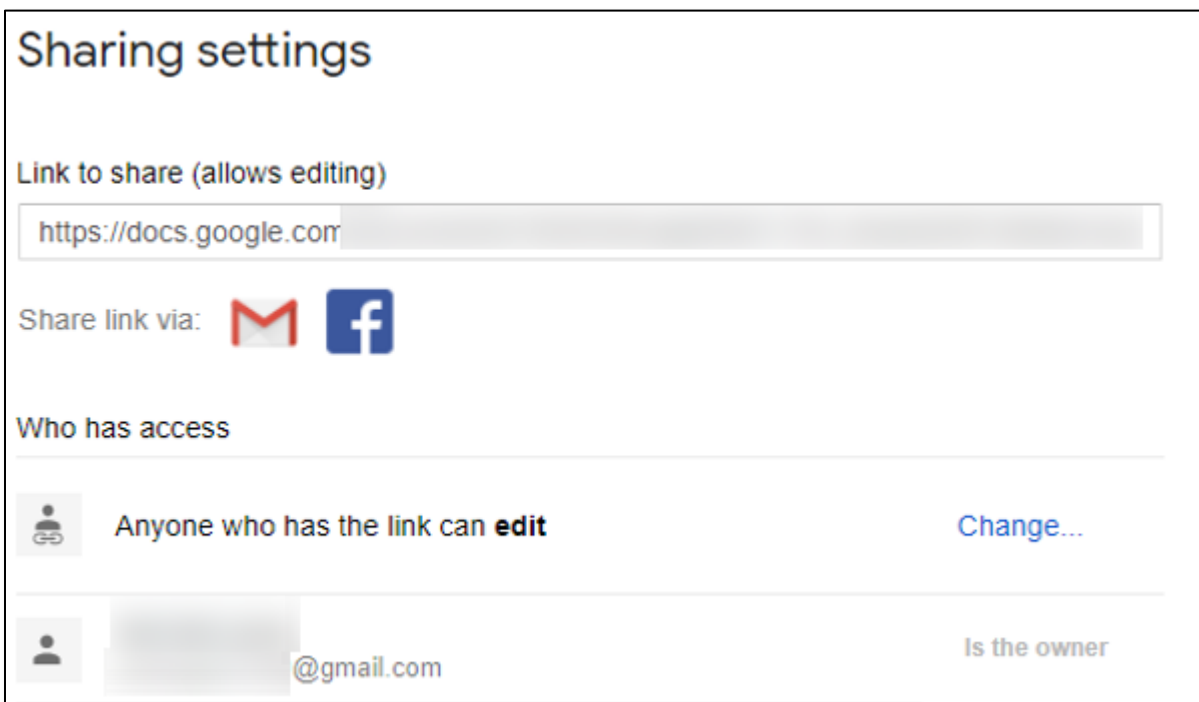 Sharing settings
Link to share (allows editing)
https://docs.google.com
Share link via:
Who has access
Anyone who has the link can edit Change...
@gmail.com Is the owner